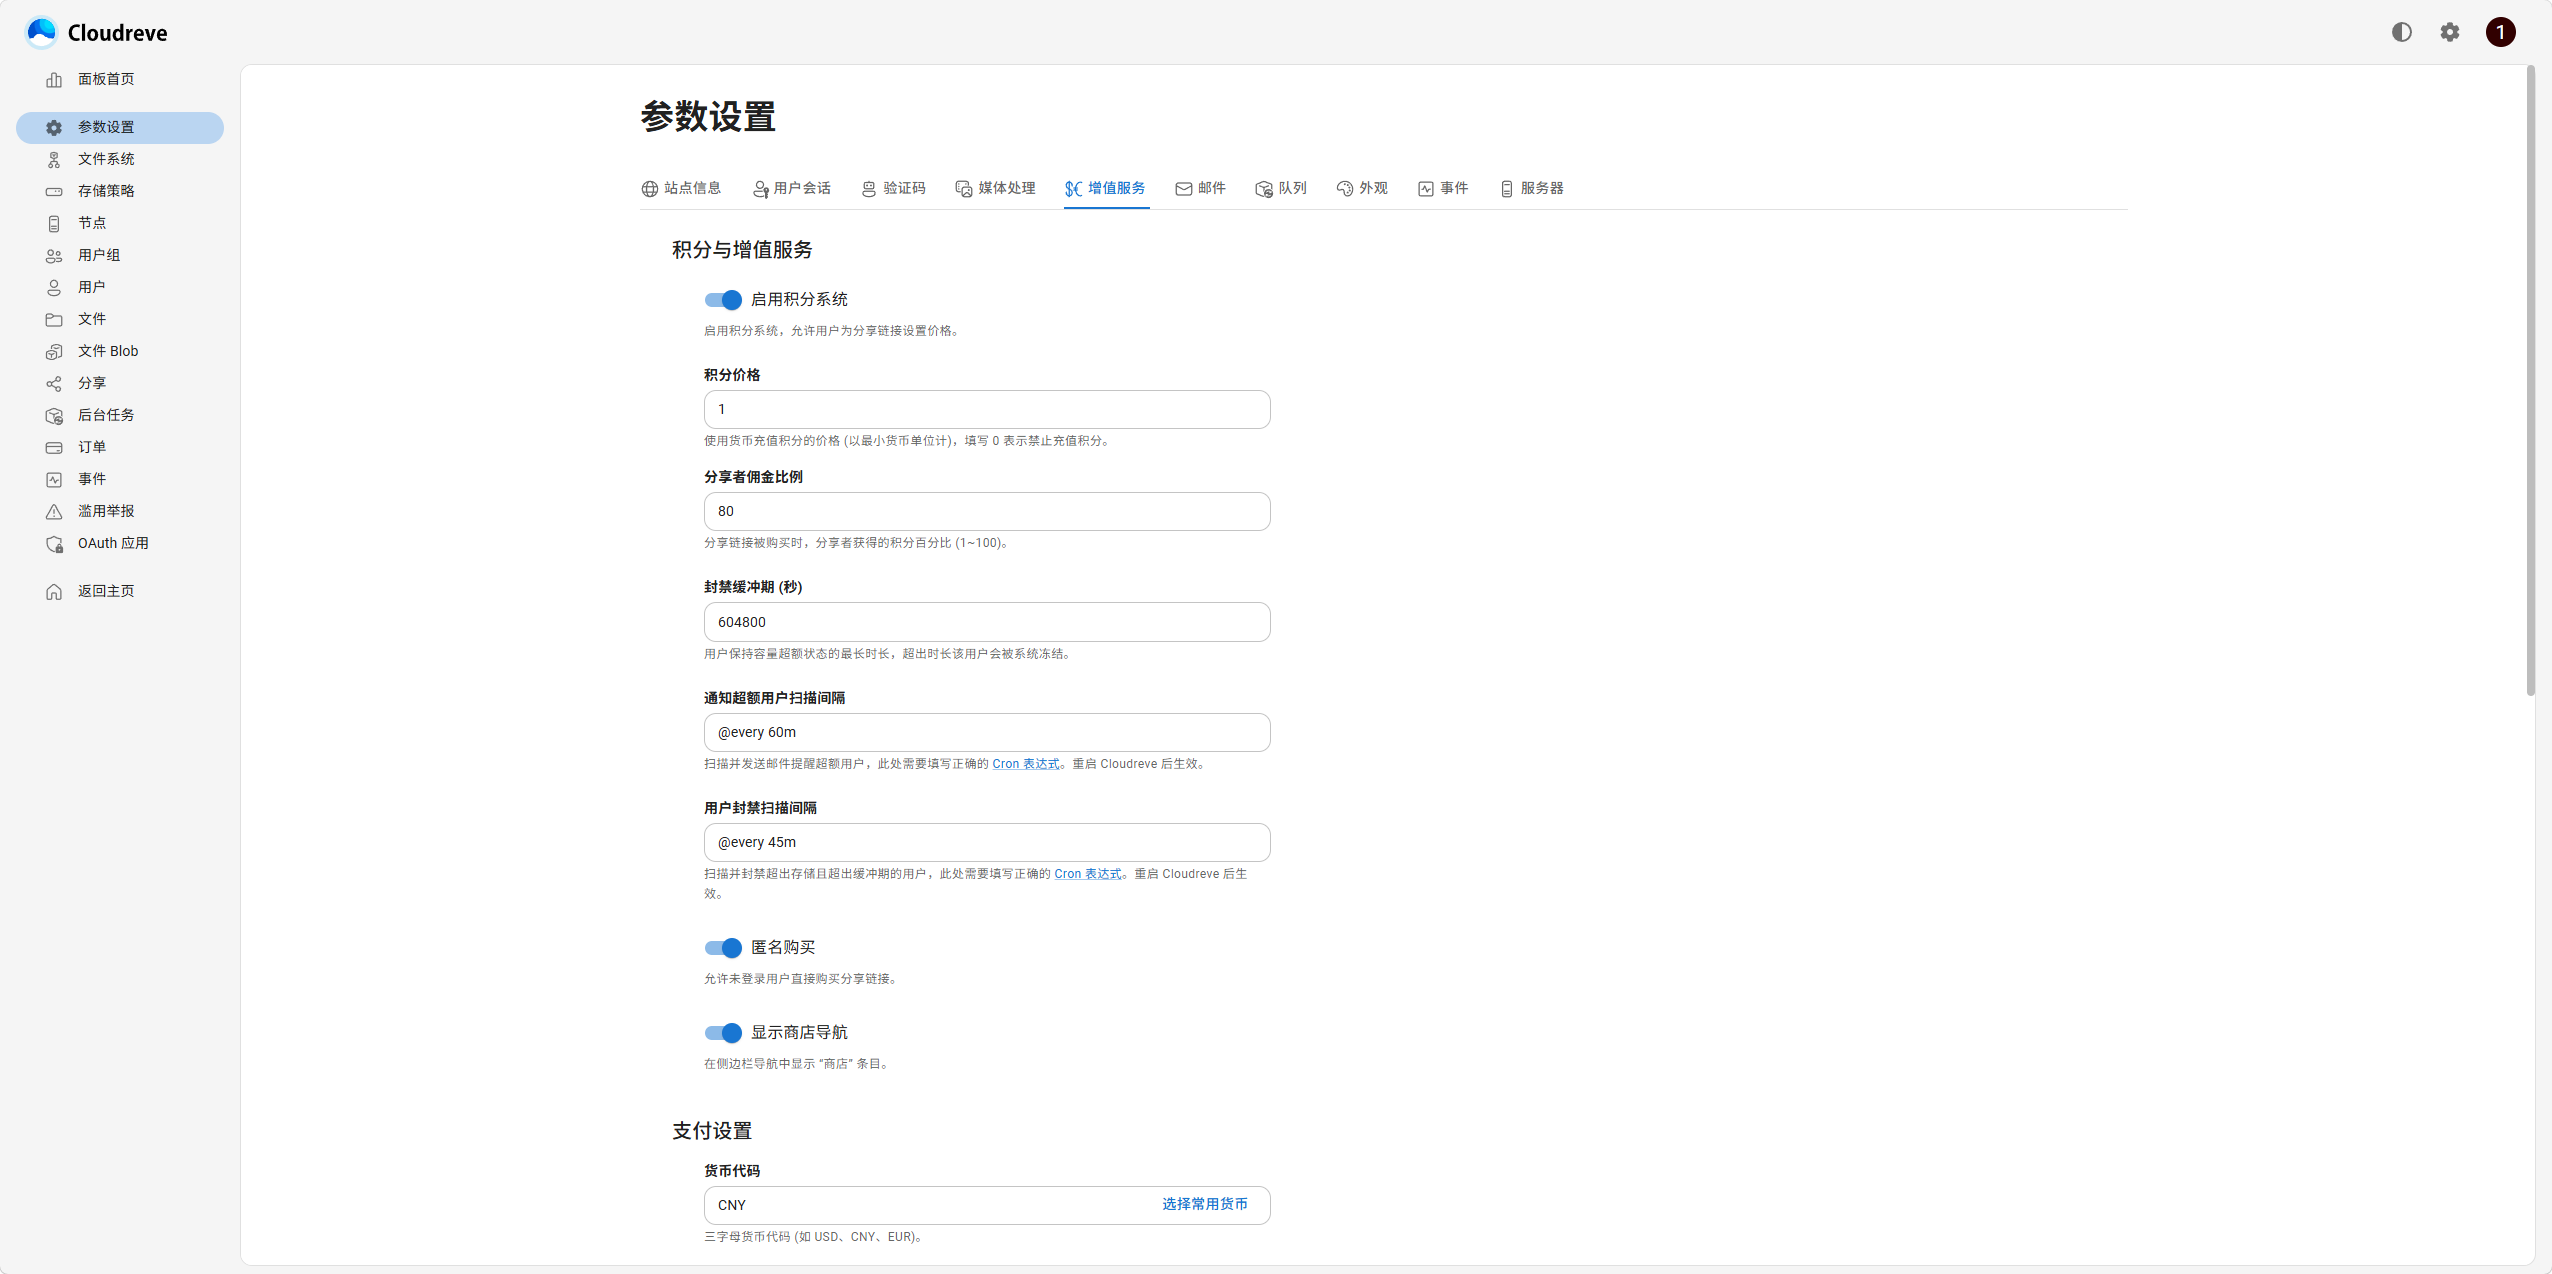 Cloudreve
1
面板首页
参数设置
文件系统
存储策略
节点
用户组
用户
文件
文件 Blob
分享
后台任务
订单
事件
滥用举报
OAuth 应用
返回主页
参数设置
站点信息 用户会话 验证码 媒体处理 增值服务 邮件 队列 外观 事件 服务器
积分与增值服务
启用积分系统
启用积分系统，允许用户为分享链接设置价格。
积分价格
1
使用货币充值积分的价格 (以最小货币单位计)，填写 0 表示禁止充值积分。
分享者佣金比例
80
分享链接被购买时，分享者获得的积分百分比 (1~100)。
封禁缓冲期 (秒)
604800
用户保持容量超额状态的最长时长，超出时长该用户会被系统冻结。
通知超额用户扫描间隔
@every 60m
扫描并发送邮件提醒超额用户，此处需要填写正确的 Cron 表达式。重启 Cloudreve 后生效。
用户封禁扫描间隔
@every 45m
扫描并封禁超出存储且超出缓冲期的用户，此处需要填写正确的 Cron 表达式。重启 Cloudreve 后生
效。
匿名购买
允许未登录用户直接购买分享链接。
显示商店导航
在侧边栏导航中显示 “商店” 条目。
支付设置
货币代码
CNY 选择常用货币
三字母货币代码 (如 USD、CNY、EUR)。